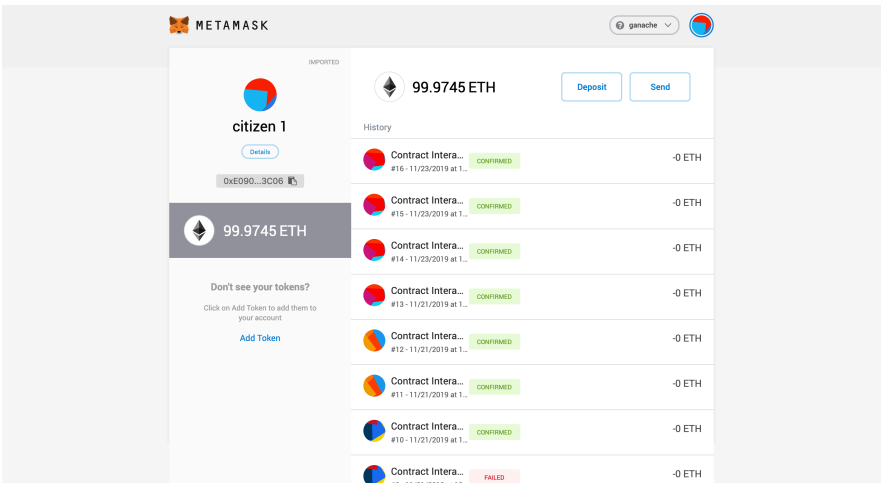 METAMASK
ganache
IMPORTED
citizen 1
Details
0xE090...3C06
99.9745 ETH
Don't see your tokens?
Click on Add Token to add them to
your account
Add Token
99.9745 ETH
Deposit
Send
History
Contract Intera...
#16 - 11/23/2019 at 1...
CONFIRMED
-0 ETH
Contract Intera...
#15 - 11/23/2019 at 1...
CONFIRMED
-0 ETH
Contract Intera...
#14 - 11/23/2019 at 1...
CONFIRMED
-0 ETH
Contract Intera...
#13 - 11/21/2019 at 1...
CONFIRMED
-0 ETH
Contract Intera...
#12 - 11/21/2019 at 1...
CONFIRMED
-0 ETH
Contract Intera...
#11 - 11/21/2019 at 1...
CONFIRMED
-0 ETH
Contract Intera...
#10 - 11/21/2019 at 1...
CONFIRMED
-0 ETH
Contract Intera...
FAILED
-0 ETH